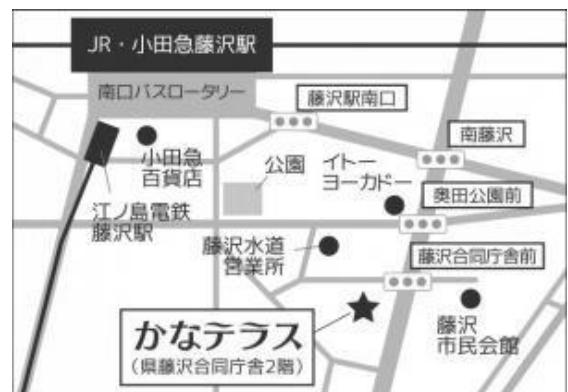 JR・小田急藤沢駅
南口バスロータリー
藤沢駅南口
南藤沢
小田急
百貨店
公園
イトー
ヨーカドー
奥田公園前
江ノ島電鉄
藤沢駅
藤沢水道
営業所
藤沢合同庁舎前
かなテラス
(県藤沢合同庁舎2階)
藤沢
市民会館